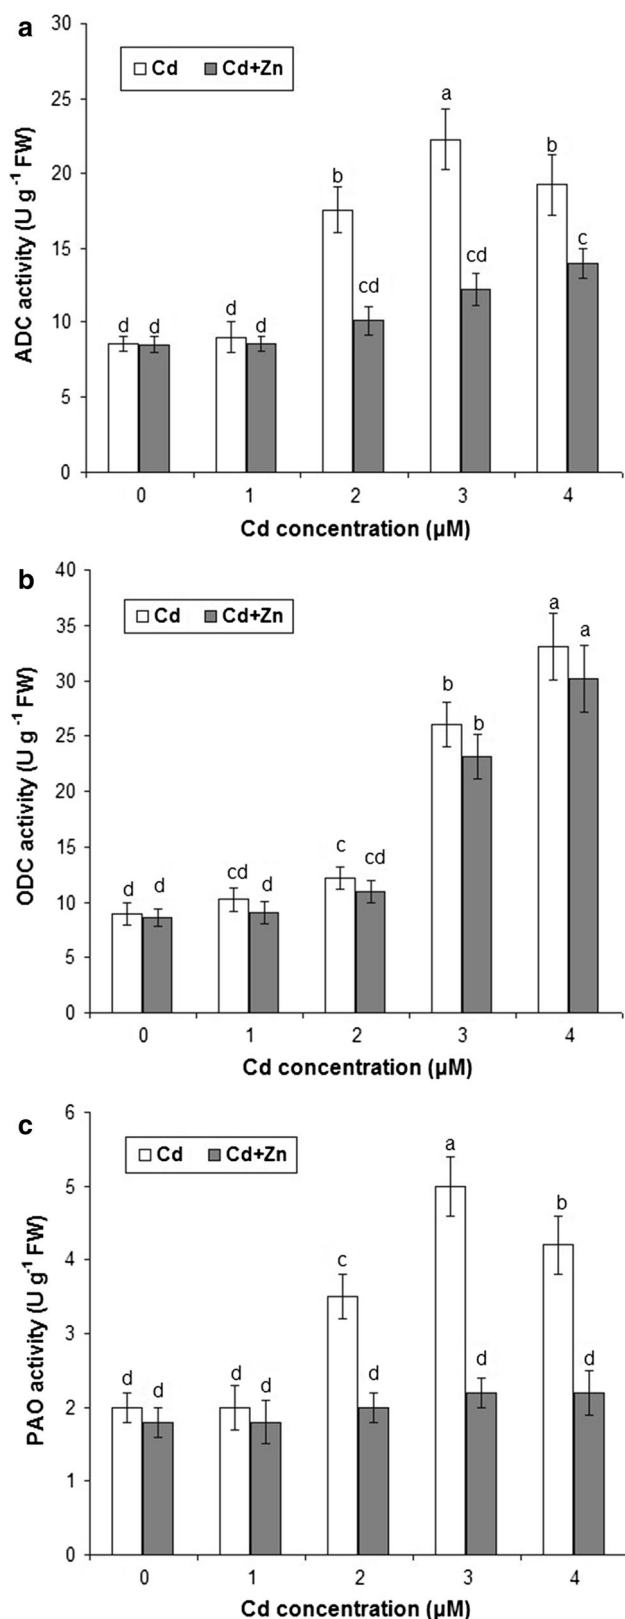 a
30
Cd Cd+Zn
25
a
b
b
20
c
15
cd
cd
d d
d d
10
5
0
ADC activity (U g⁻¹ FW)
0 1 2 3 4
Cd concentration (µM)
b
40
Cd Cd+Zn
a
a
35
30
b
b
25
20
15
c
cd
cd
d
d d
10
5
0
ODC activity (U g⁻¹ FW)
0 1 2 3 4
Cd concentration (µM)
c
6
Cd Cd+Zn
a
5
b
c
4
3
d d
d d
d
d
d
2
1
0
PAO activity (U g⁻¹ FW)
0 1 2 3 4
Cd concentration (µM)